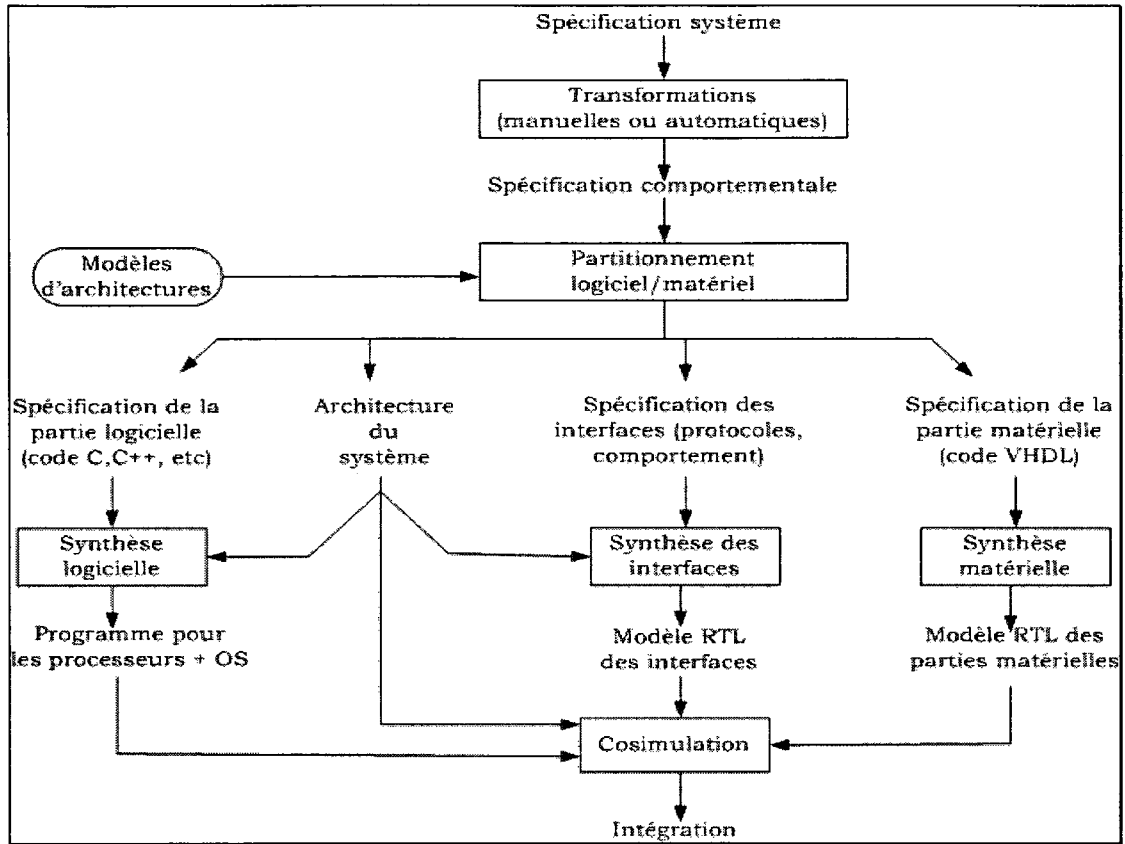 Spécification système
Transformations
(manuelles ou automatiques)
Spécification comportementale
Modèles
d'architectures
Partitionnement
logiciel/matériel
Spécification de la
partie logicielle
(code C,C++, etc)
Architecture
du
système
Spécification des
interfaces (protocoles,
comportement)
Spécification de la
partie matérielle
(code VHDL)
Synthèse
logicielle
Synthèse des
interfaces
Synthèse
matérielle
Programme pour
les processeurs + OS
Modèle RTL
des interfaces
Modèle RTL des
parties matérielles
Cosimulation
Intégration